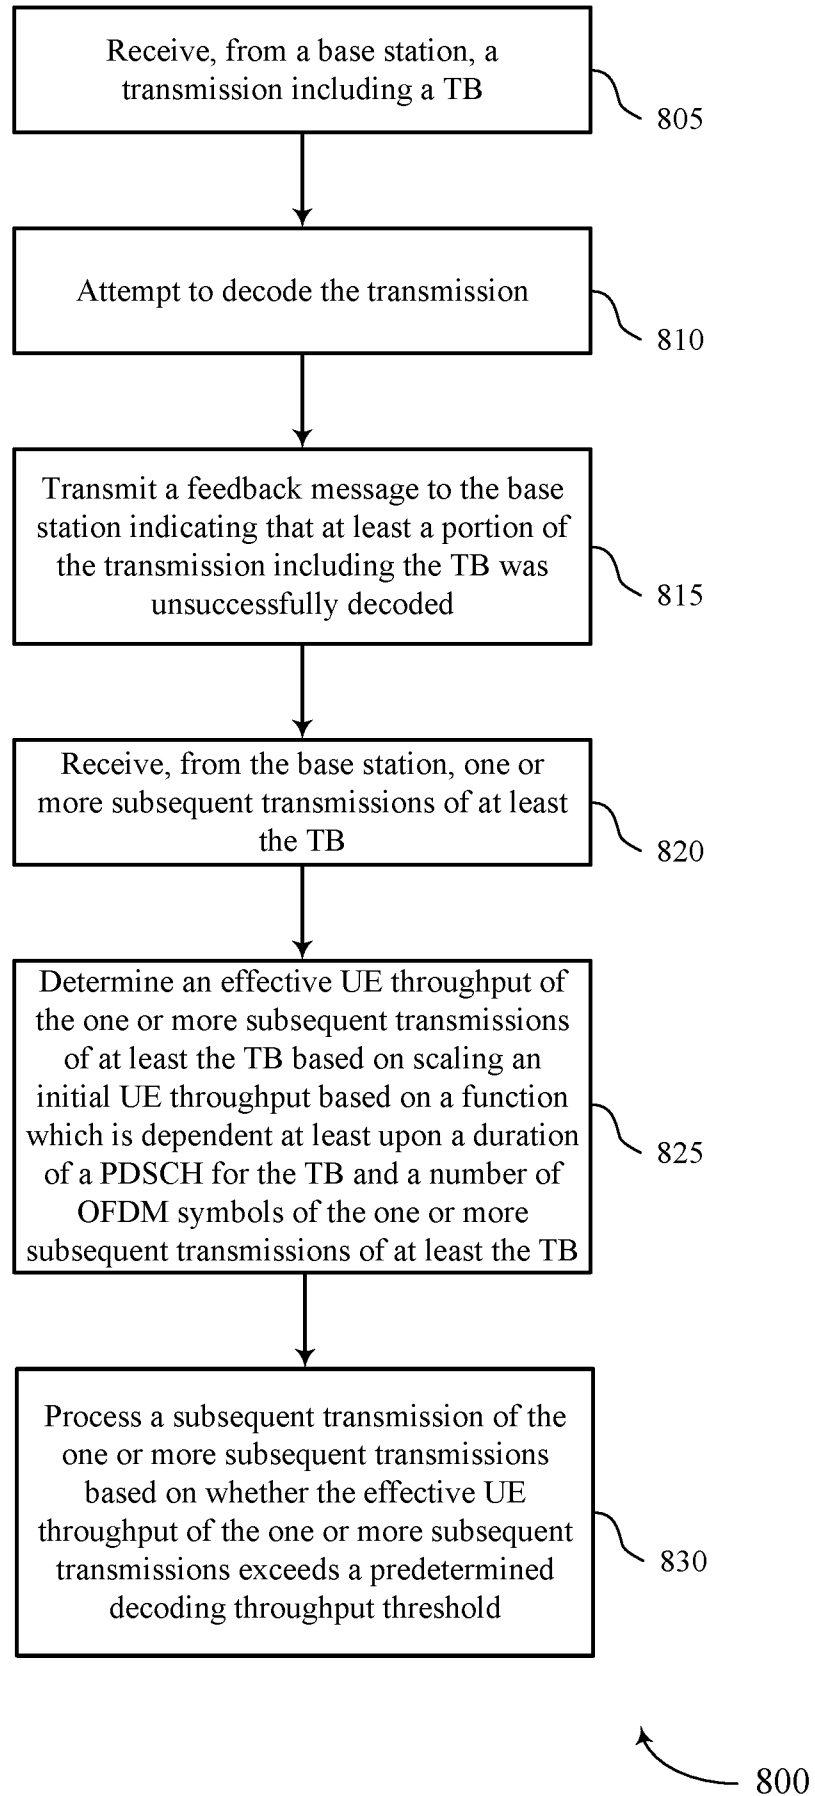 Receive, from a base station, a
transmission including a TB
805
Attempt to decode the transmission
810
Transmit a feedback message to the base
station indicating that at least a portion of
the transmission including the TB was
unsuccessfully decoded
815
Receive, from the base station, one or
more subsequent transmissions of at least
the TB
820
Determine an effective UE throughput of
the one or more subsequent transmissions
of at least the TB based on scaling an
initial UE throughput based on a function
which is dependent at least upon a duration
of a PDSCH for the TB and a number of
OFDM symbols of the one or more
subsequent transmissions of at least the TB
825
Process a subsequent transmission of the
one or more subsequent transmissions
based on whether the effective UE
throughput of the one or more subsequent
transmissions exceeds a predetermined
decoding throughput threshold
830
800